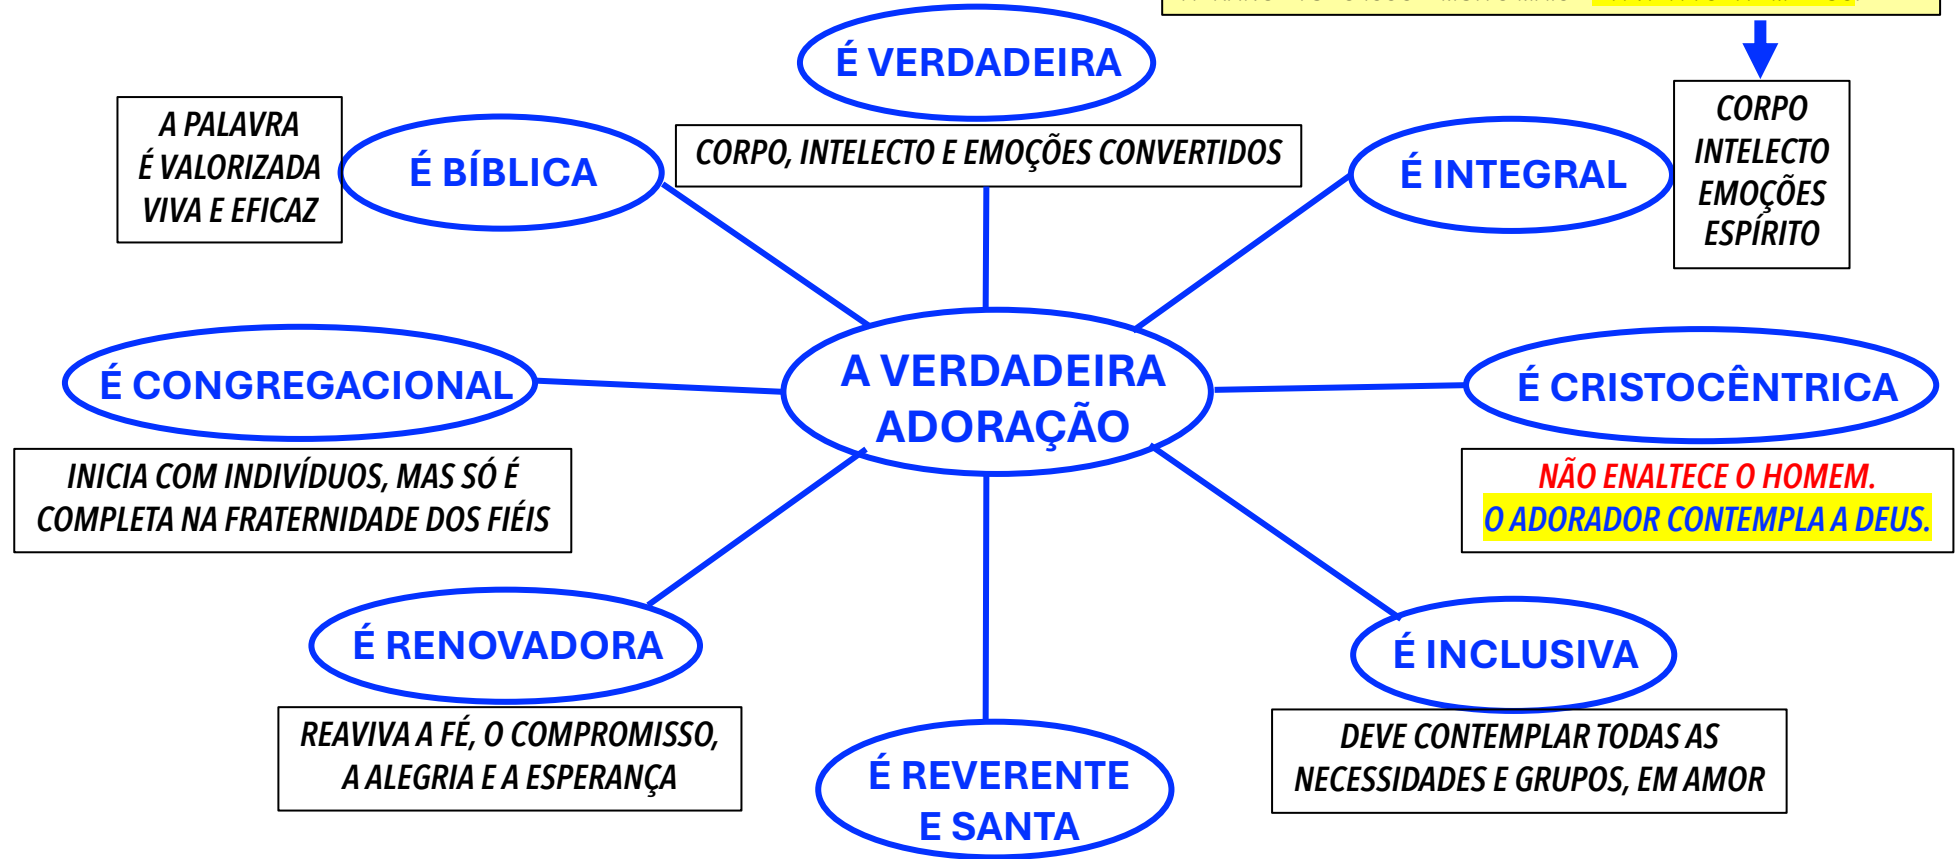 É VERDADEIRA
CORPO, INTELECTO E EMOÇÕES CONVERTIDOS
A PALAVRA
É VALORIZADA
VIVA E EFICAZ
É BÍBLICA
É INTEGRAL
CORPO
INTELECTO
EMOÇÕES
ESPÍRITO
A VERDADEIRA
ADORAÇÃO
É CONGREGACIONAL
INICIA COM INDIVÍDUOS, MAS SÓ É
COMPLETA NA FRATERNIDADE DOS FIÉIS
É CRISTOCÊNTRICA
NÃO ENALTECE O HOMEM.
O ADORADOR CONTEMPLA A DEUS.
É RENOVADORA
REAVIVA A FÉ, O COMPROMISSO,
A ALEGRIA E A ESPERANÇA
É REVERENTE
E SANTA
É INCLUSIVA
DEVE CONTEMPLAR TODAS AS
NECESSIDADES E GRUPOS, EM AMOR